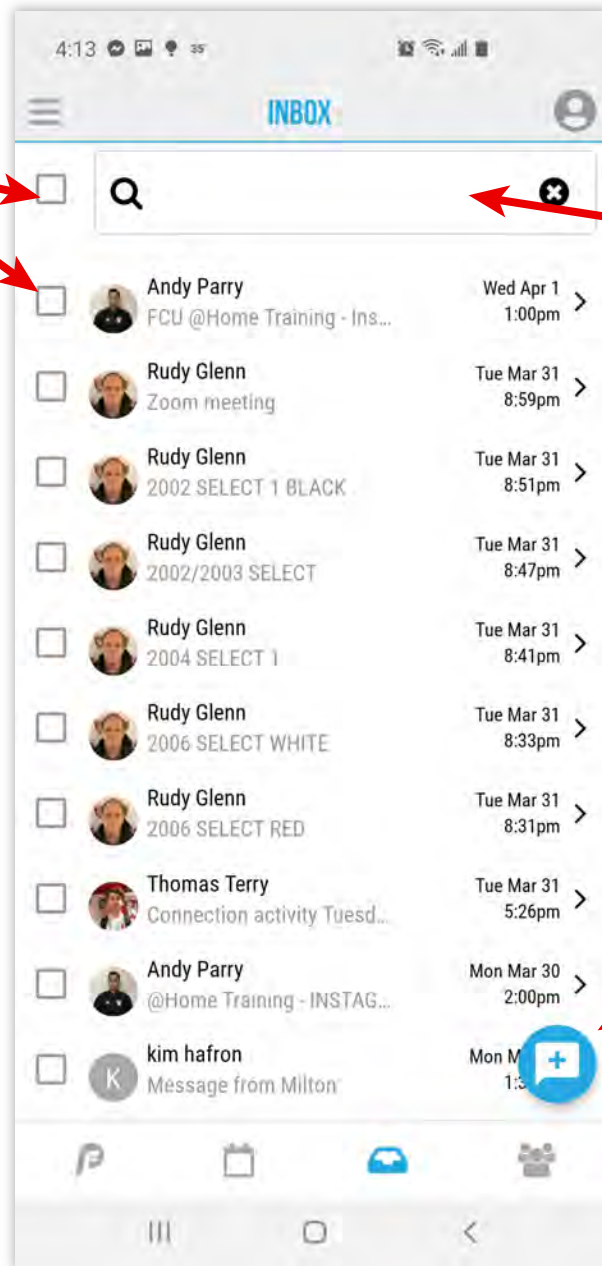 4:13 35°
INBOX
Andy Parry Wed Apr 1
FCU @Home Training - Ins... 1:00pm
Rudy Glenn Tue Mar 31
Zoom meeting 8:59pm
Rudy Glenn Tue Mar 31
2002 SELECT 1 BLACK 8:51pm
Rudy Glenn Tue Mar 31
2002/2003 SELECT 8:47pm
Rudy Glenn Tue Mar 31
2004 SELECT 1 8:41pm
Rudy Glenn Tue Mar 31
2006 SELECT WHITE 8:33pm
Rudy Glenn Tue Mar 31
2006 SELECT RED 8:31pm
Thomas Terry Tue Mar 31
Connection activity Tuesd... 5:26pm
Andy Parry Mon Mar 30
@Home Training - INSTAG... 2:00pm
kim hafron Mon
K
Message from Milton